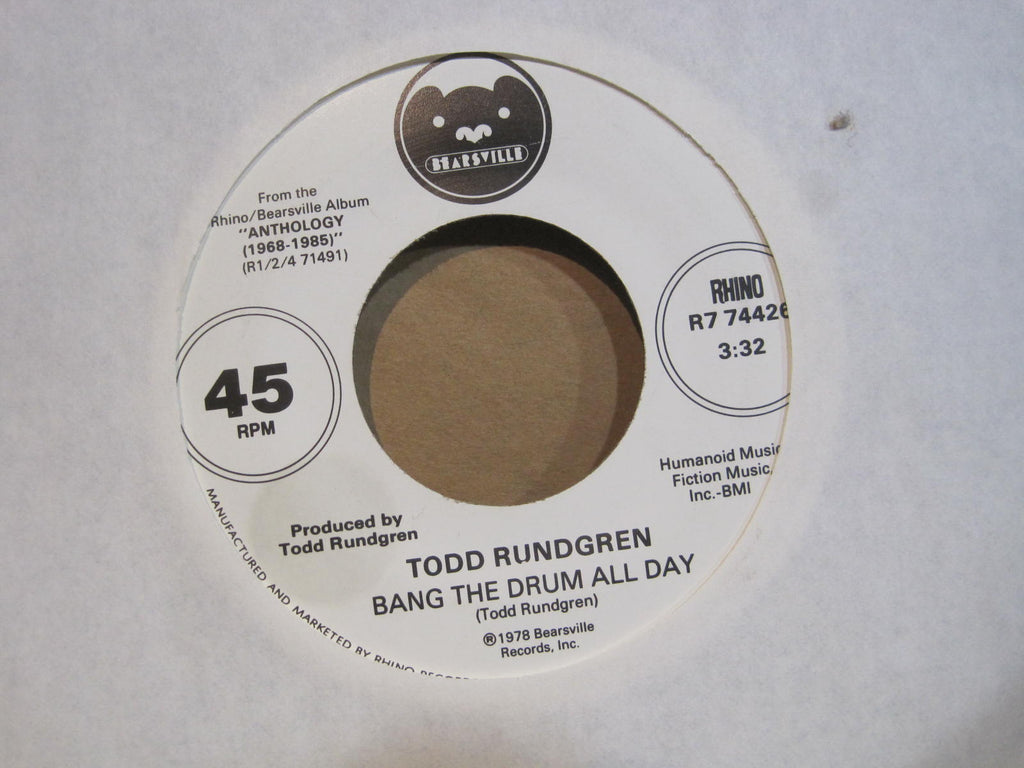 BEARSVILLE
From the
Rhino/Bearsville Album
"ANTHOLOGY
(1968-1985)"
(R1/2/4 71491)
RHINO
R7 74426
3:32
45
RPM
Humanoid Music
Fiction Music,
Inc.-BMI
Produced by
Todd Rundgren
TODD RUNDGREN
BANG THE DRUM ALL DAY
(Todd Rundgren)
℗1978 Bearsville
Records, Inc.
MANUFACTURED AND MARKETED BY RHINO RECOR